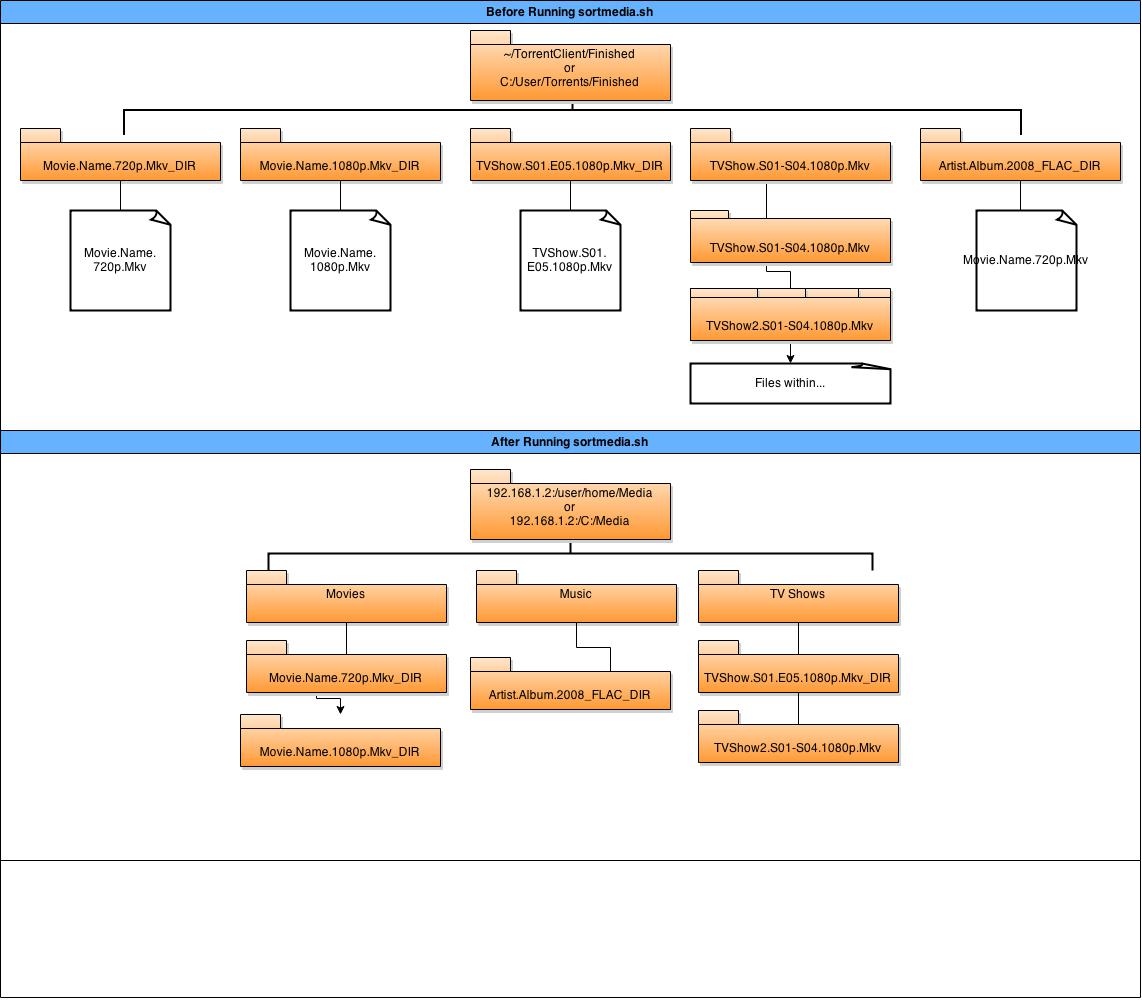 Before Running sortmedia.sh
~/TorrentClient/Finished
or
C:/User/Torrents/Finished
Movie.Name.720p.Mkv_DIR
Movie.Name.1080p.Mkv_DIR
TVShow.S01.E05.1080p.Mkv_DIR
TVShow.S01-S04.1080p.Mkv
Artist.Album.2008_FLAC_DIR
Movie.Name.
720p.Mkv
Movie.Name.
1080p.Mkv
TVShow.S01.
E05.1080p.Mkv
TVShow.S01-S04.1080p.Mkv
Movie.Name.720p.Mkv
TVShow2.S01-S04.1080p.Mkv
Files within...
After Running sortmedia.sh
192.168.1.2:/user/home/Media
or
192.168.1.2:/C:/Media
Movies
Music
TV Shows
Movie.Name.720p.Mkv_DIR
Artist.Album.2008_FLAC_DIR
TVShow.S01.E05.1080p.Mkv_DIR
Movie.Name.1080p.Mkv_DIR
TVShow2.S01-S04.1080p.Mkv